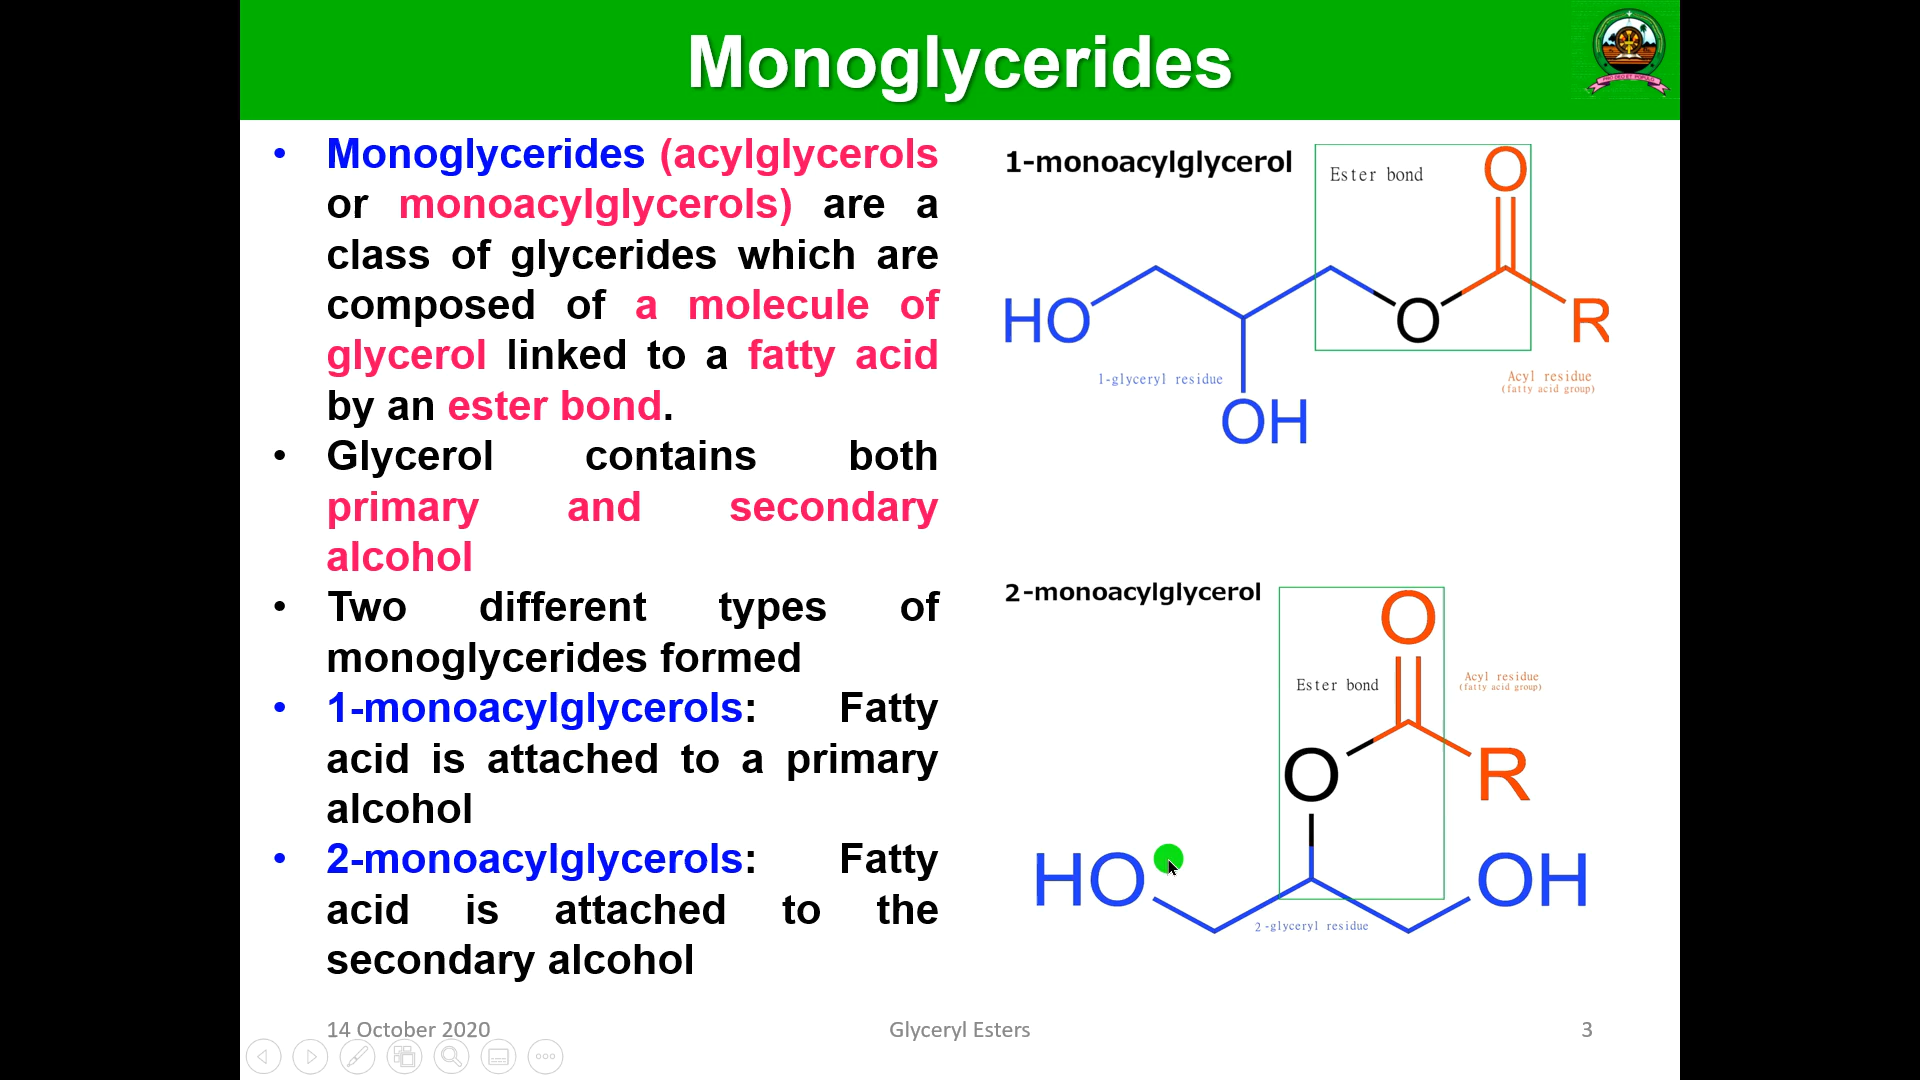 Monoglycerides
• Monoglycerides (acylglycerols
or monoacylglycerols) are a
class of glycerides which are
composed of a molecule of
glycerol linked to a fatty acid
by an ester bond.
• Glycerol contains both
primary and secondary
alcohol
• Two different types of
monoglycerides formed
• 1-monoacylglycerols: Fatty
acid is attached to a primary
alcohol
• 2-monoacylglycerols: Fatty
acid is attached to the
secondary alcohol
1-monoacylglycerol
Ester bond
O
HO
O
R
1-glyceryl residue
Acyl residue
(fatty acid group)
OH
2-monoacylglycerol
O
Ester bond
Acyl residue
(fatty acid group)
O
R
HO
OH
2-glyceryl residue
14 October 2020
Glyceryl Esters
3